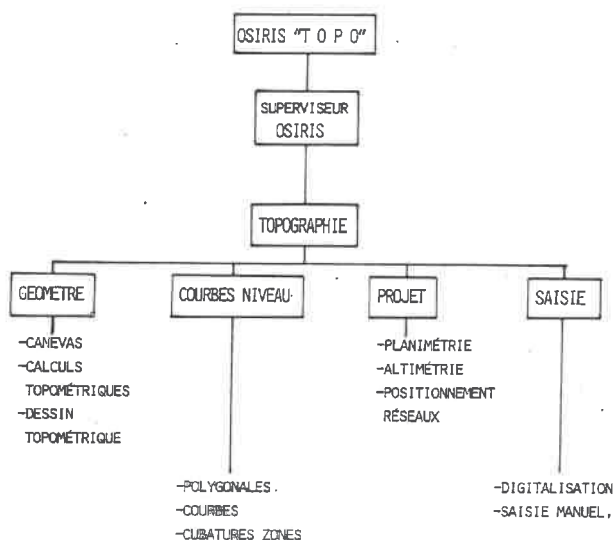 OSIRIS "T O P O"
SUPERVISEUR
OSIRIS
TOPOGRAPHIE
GEOMETRE
COURBES NIVEAU
PROJET
SAISIE
-CANEVAS
-CALCULS
TOPOMÉTRIQUES
-DESSIN
TOPOMÉTRIQUE
-PLANIMÉTRIE
-ALTIMÉTRIE
-POSITIONNEMENT
RÉSEAUX
-POLYGONALES.
-COURBES
-CUBATURES ZONES
-DIGITALISATION
-SAISIE MANUEL.